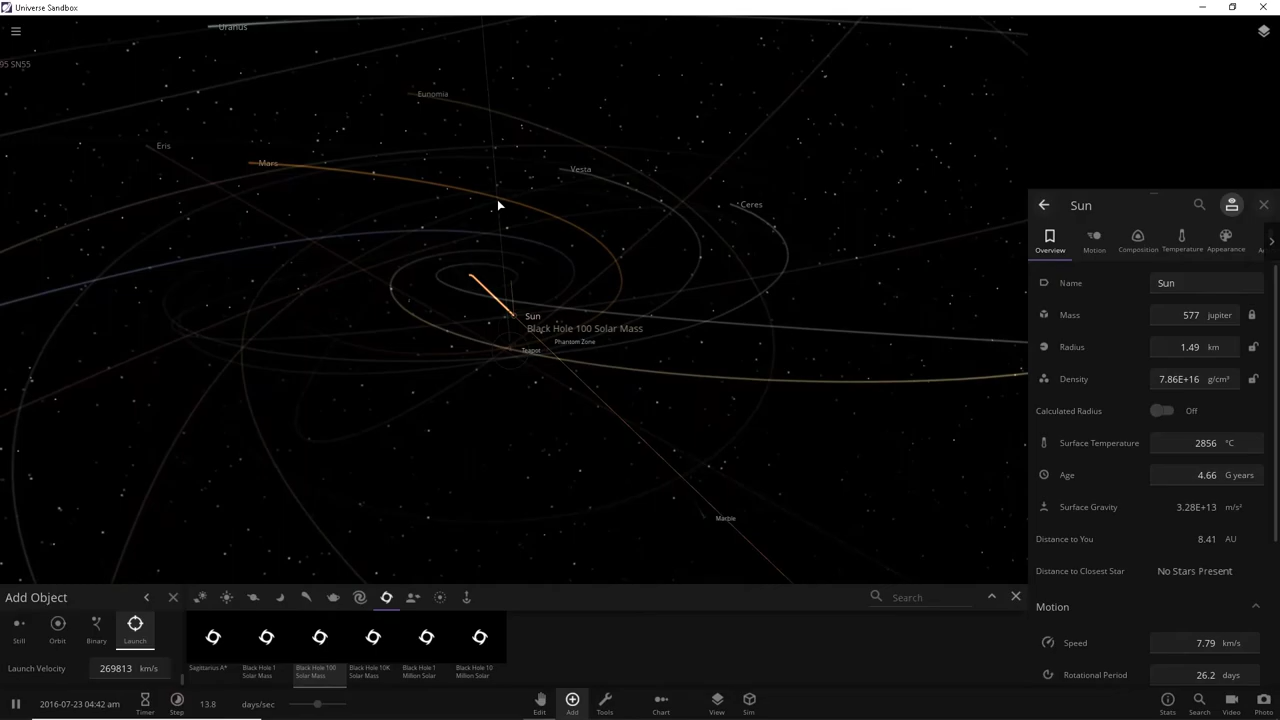 Universe Sandbox
Uranus
95 SN55
Eunomia
Eris
Mars
Vesta
Ceres
Sun
Black Hole 100 Solar Mass
Phantom Zone
Teapot
Marble
Sun
Overview Motion Composition Temperature Appearance
Name Sun
Mass 577 jupiter
Radius 1.49 km
Density 7.86E+16 g/cm³
Calculated Radius Off
Surface Temperature 2856 °C
Age 4.66 G years
Surface Gravity 3.28E+13 m/s²
Distance to You 8.41 AU
Distance to Closest Star No Stars Present
Motion
Speed 7.79 km/s
Rotational Period 26.2 days
Add Object
Search
Still Orbit Binary Launch
Launch Velocity 269813 km/s
Sagittarius A*
Black Hole 1 Solar Mass
Black Hole 100 Solar Mass
Black Hole 10K Solar Mass
Black Hole 1 Million Solar
Black Hole 10 Million Solar
2016-07-23 04:42 am
Timer
Step
13.8 days/sec
Edit
Add
Tools
Chart
View
Sim
Stats
Search
Video
Photo